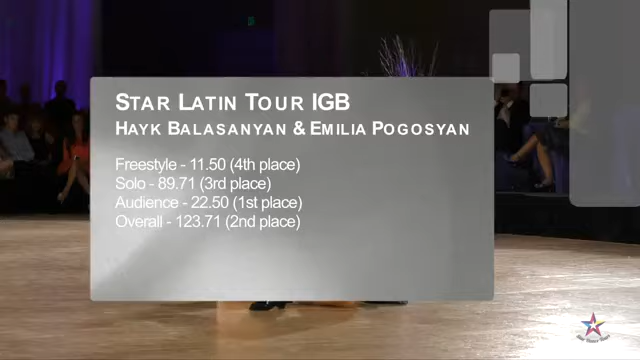 STAR LATIN TOUR IGB
HAYK BALASANYAN & EMILIA POGOSYAN
Freestyle - 11.50 (4th place)
Solo - 89.71 (3rd place)
Audience - 22.50 (1st place)
Overall - 123.71 (2nd place)